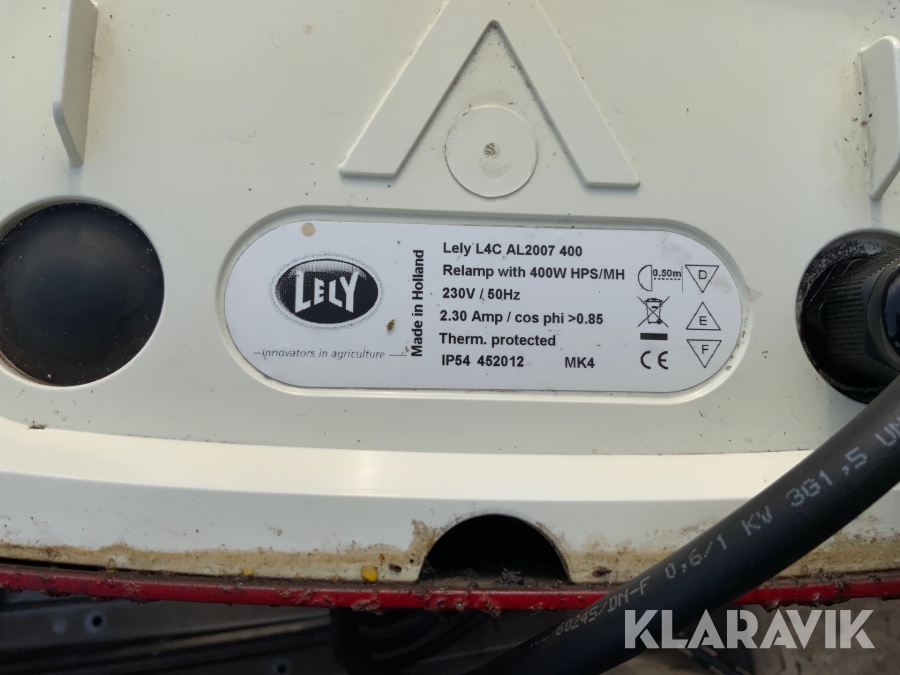 LELY
innovators in agriculture
Made in Holland
Lely L4C AL2007 400
Relamp with 400W HPS/MH
230V / 50Hz
2.30 Amp / cos phi >0.85
Therm. protected
IP54 452012 MK4
0.50m
D
E
F
CE
60245/DM-F 0,6/1 KV 3G1,5 UN
KLARAVIK